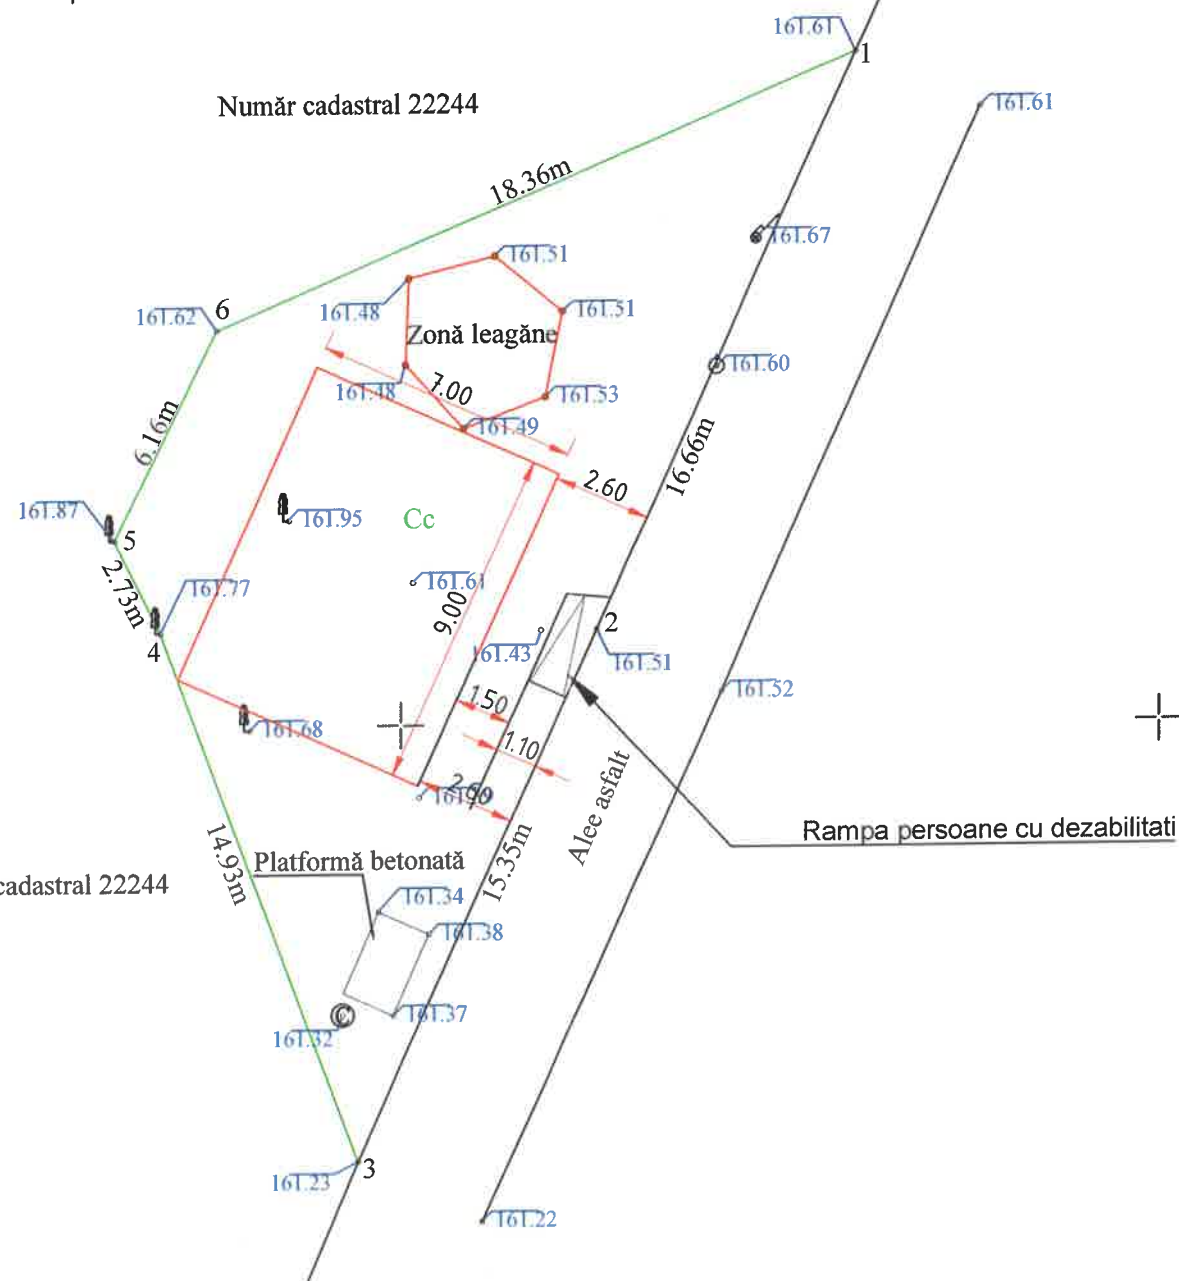 161.61
1
161.61
Număr cadastral 22244
18.36m
161.67
161.51
161.48
161.51
6
161.62
Zonă leagăne
161.60
161.48
7.00
161.53
161.49
6.16m
16.66m
2.60
161.87
5
161.95
Cc
2.73m
161.77
161.61
9.00
4
161.43
2
161.51
161.52
1.50
161.68
1.10
2.60
Alee asfalt
Rampa persoane cu dezabilitati
14.93m
Platformă betonată
15.35m
cadastral 22244
161.34
161.38
161.37
C
161.32
3
161.23
161.22